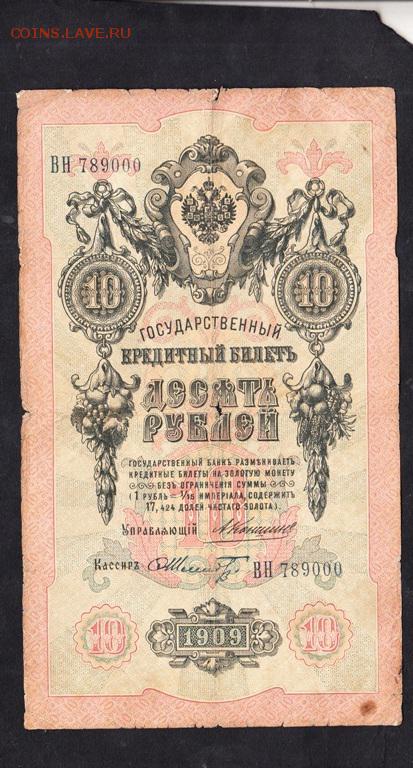 COINS.LAVE.RU
ВН 789000
10 10
ГОСУДАРСТВЕННЫЙ
КРЕДИТНЫЙ БИЛЕТЪ
ДЕСЯТЬ
РУБЛЕЙ
ГОСУДАРСТВЕННЫЙ БАНКЪ РАЗМѢНИВАЕТЪ
КРЕДИТНЫЕ БИЛЕТЫ НА ЗОЛОТУЮ МОНЕТУ
БЕЗЪ ОГРАНИЧЕНІЯ СУММЫ
(1 РУБЛЬ = 1/15 ИМПЕРІАЛА, СОДЕРЖИТЪ
17,424 ДОЛЕЙ ЧИСТАГО ЗОЛОТА).
Управляющій
Кассиръ ВН 789000
10 1909 10